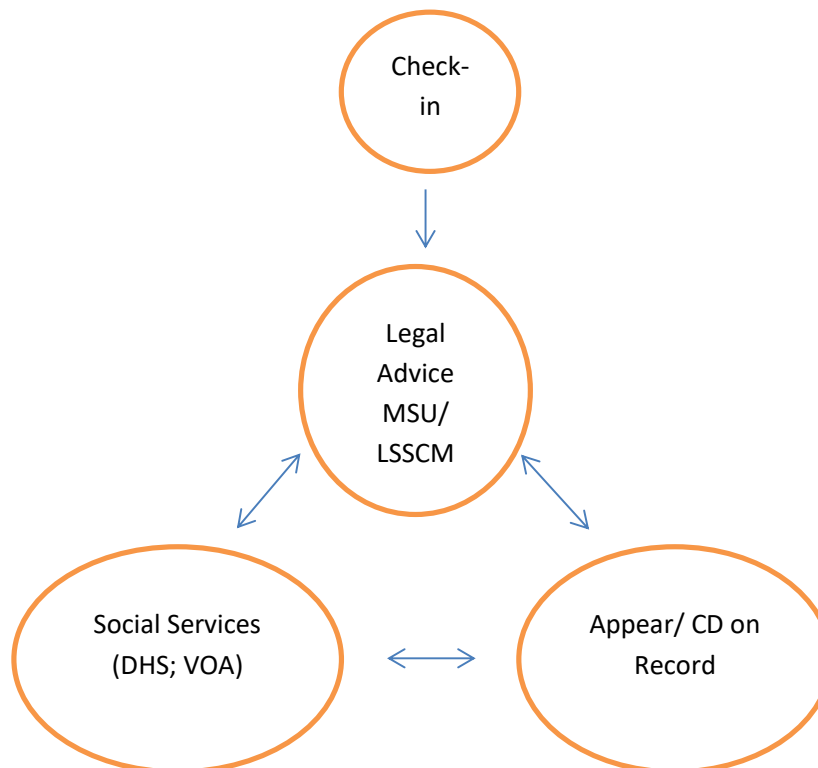 Check-
in
Legal
Advice
MSU/
LSSCM
Social Services
(DHS; VOA)
Appear/ CD on
Record